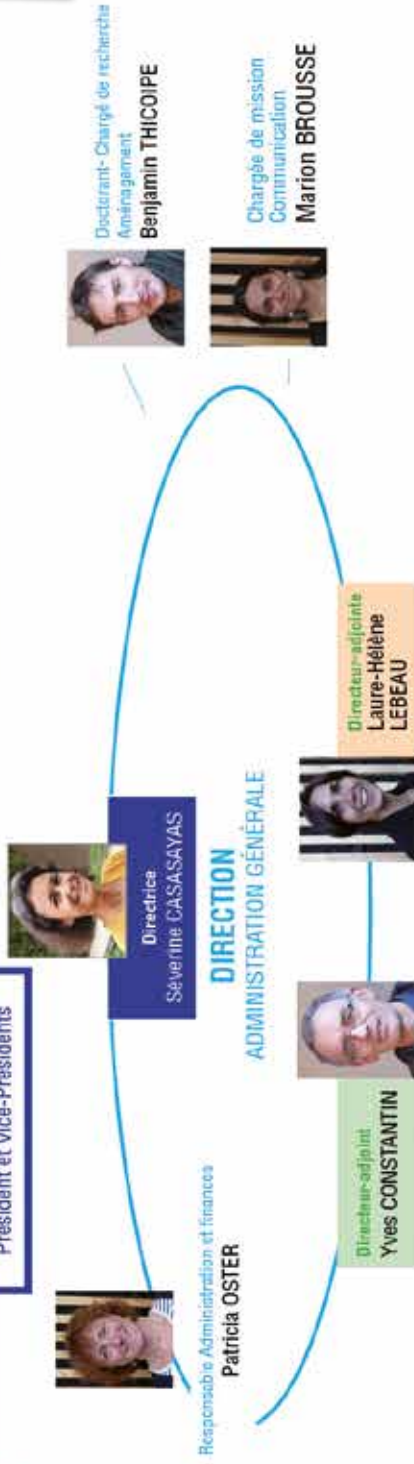 Président et Vice-Présidents
Directrice
Séverine CASASAYAS
DIRECTION
ADMINISTRATION GÉNÉRALE
Responsable Administration et finances
Patricia OSTER
Doctorant- Chargé de recherche
Aménagement
Benjamin THICOIPE
Chargée de mission
Communication
Marion BROUSSE
Directeur-adjoint
Yves CONSTANTIN
Directeur-adjointe
Laure-Hélène
LEBEAU